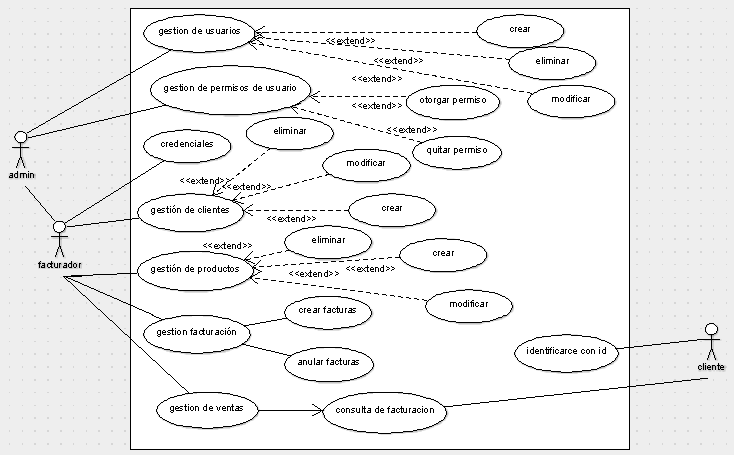 gestion de usuarios
crear
<<extend>>
eliminar
<<extend>>
gestion de permisos de usuario
<<extend>>
modificar
otorgar permiso
<<extend>>
<<extend>>
eliminar
admin
credenciales
quitar permiso
modificar
<<extend>>
<<extend>>
gestión de clientes
crear
<<extend>>
facturador
<<extend>>
eliminar
gestión de productos
crear
<<extend>>
<<extend>>
modificar
crear facturas
gestion facturación
anular facturas
identificarce con id
cliente
gestion de ventas
consulta de facturacion